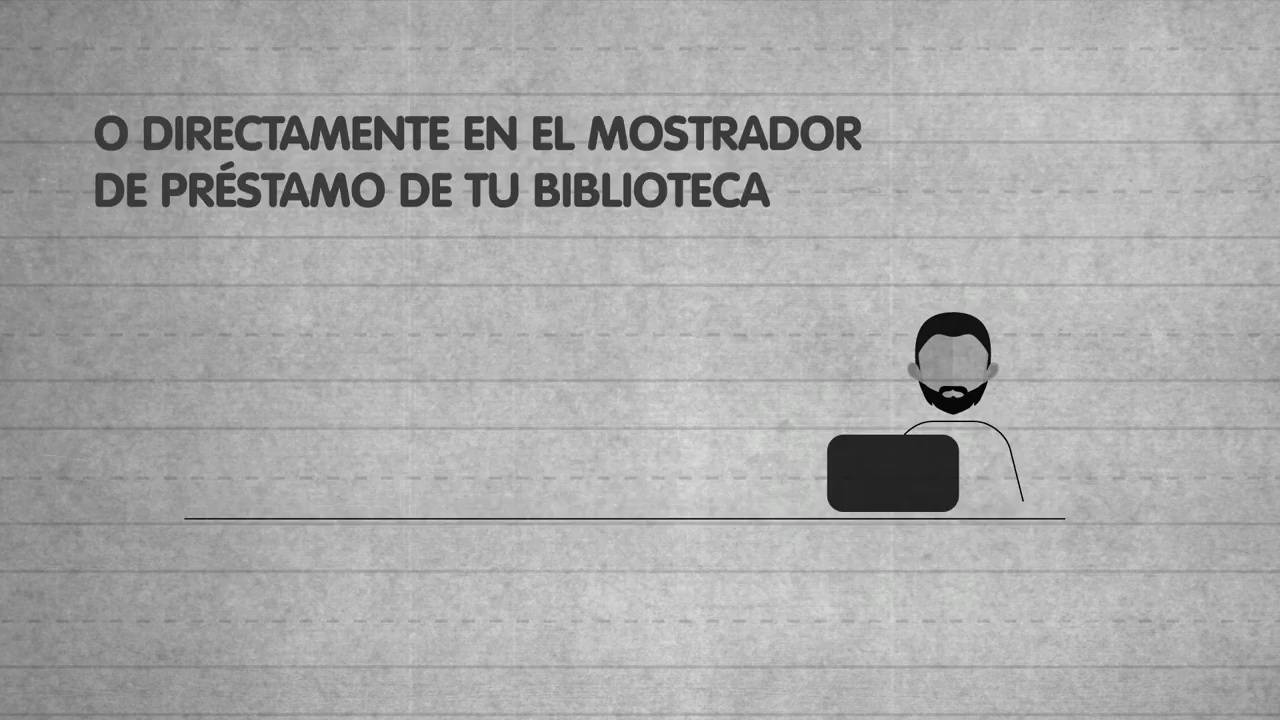 O DIRECTAMENTE EN EL MOSTRADOR
DE PRÉSTAMO DE TU BIBLIOTECA